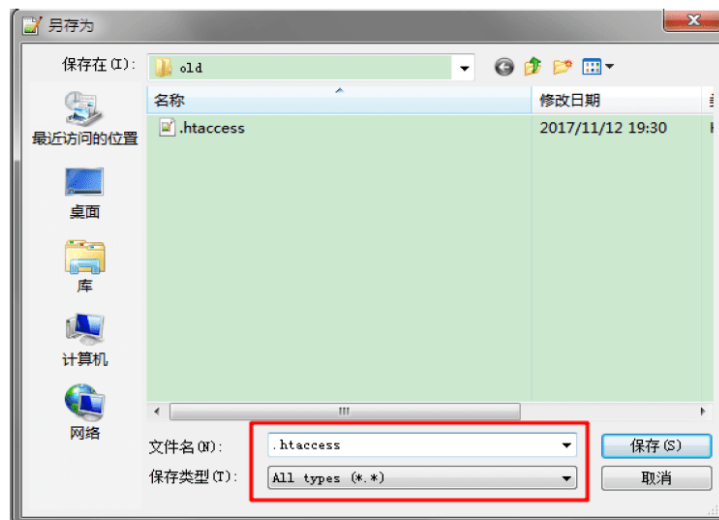 另存为
保存在(I):
old
名称
修改日期
.htaccess
2017/11/12 19:30
最近访问的位置
桌面
库
计算机
网络
文件名(N):
.htaccess
保存(S)
保存类型(T):
All types (*.*)
取消